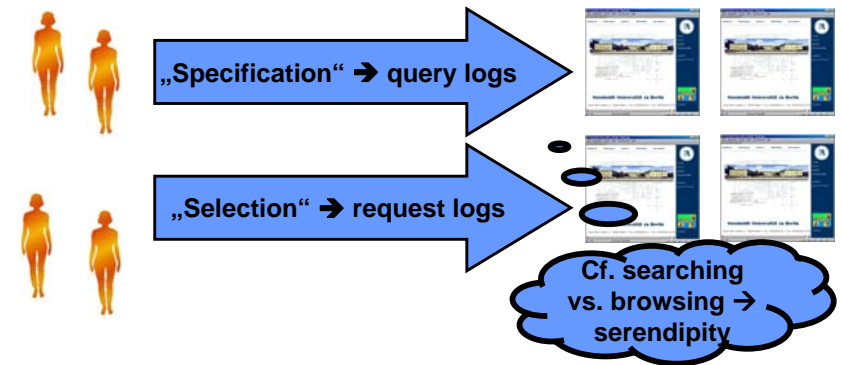 „Specification“ ➔ query logs
„Selection“ ➔ request logs
Cf. searching
vs. browsing →
serendipity